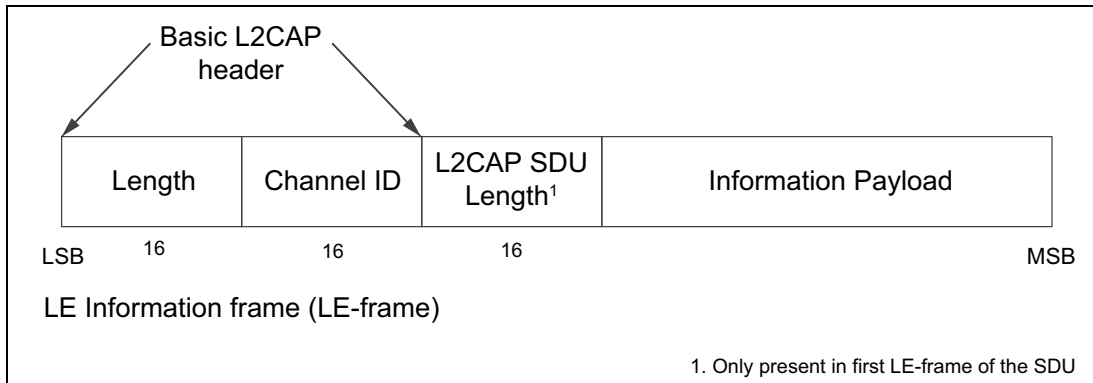 Basic L2CAP
header
Length
Channel ID
L2CAP SDU
Length¹
Information Payload
LSB
16
16
16
MSB
LE Information frame (LE-frame)
1. Only present in first LE-frame of the SDU